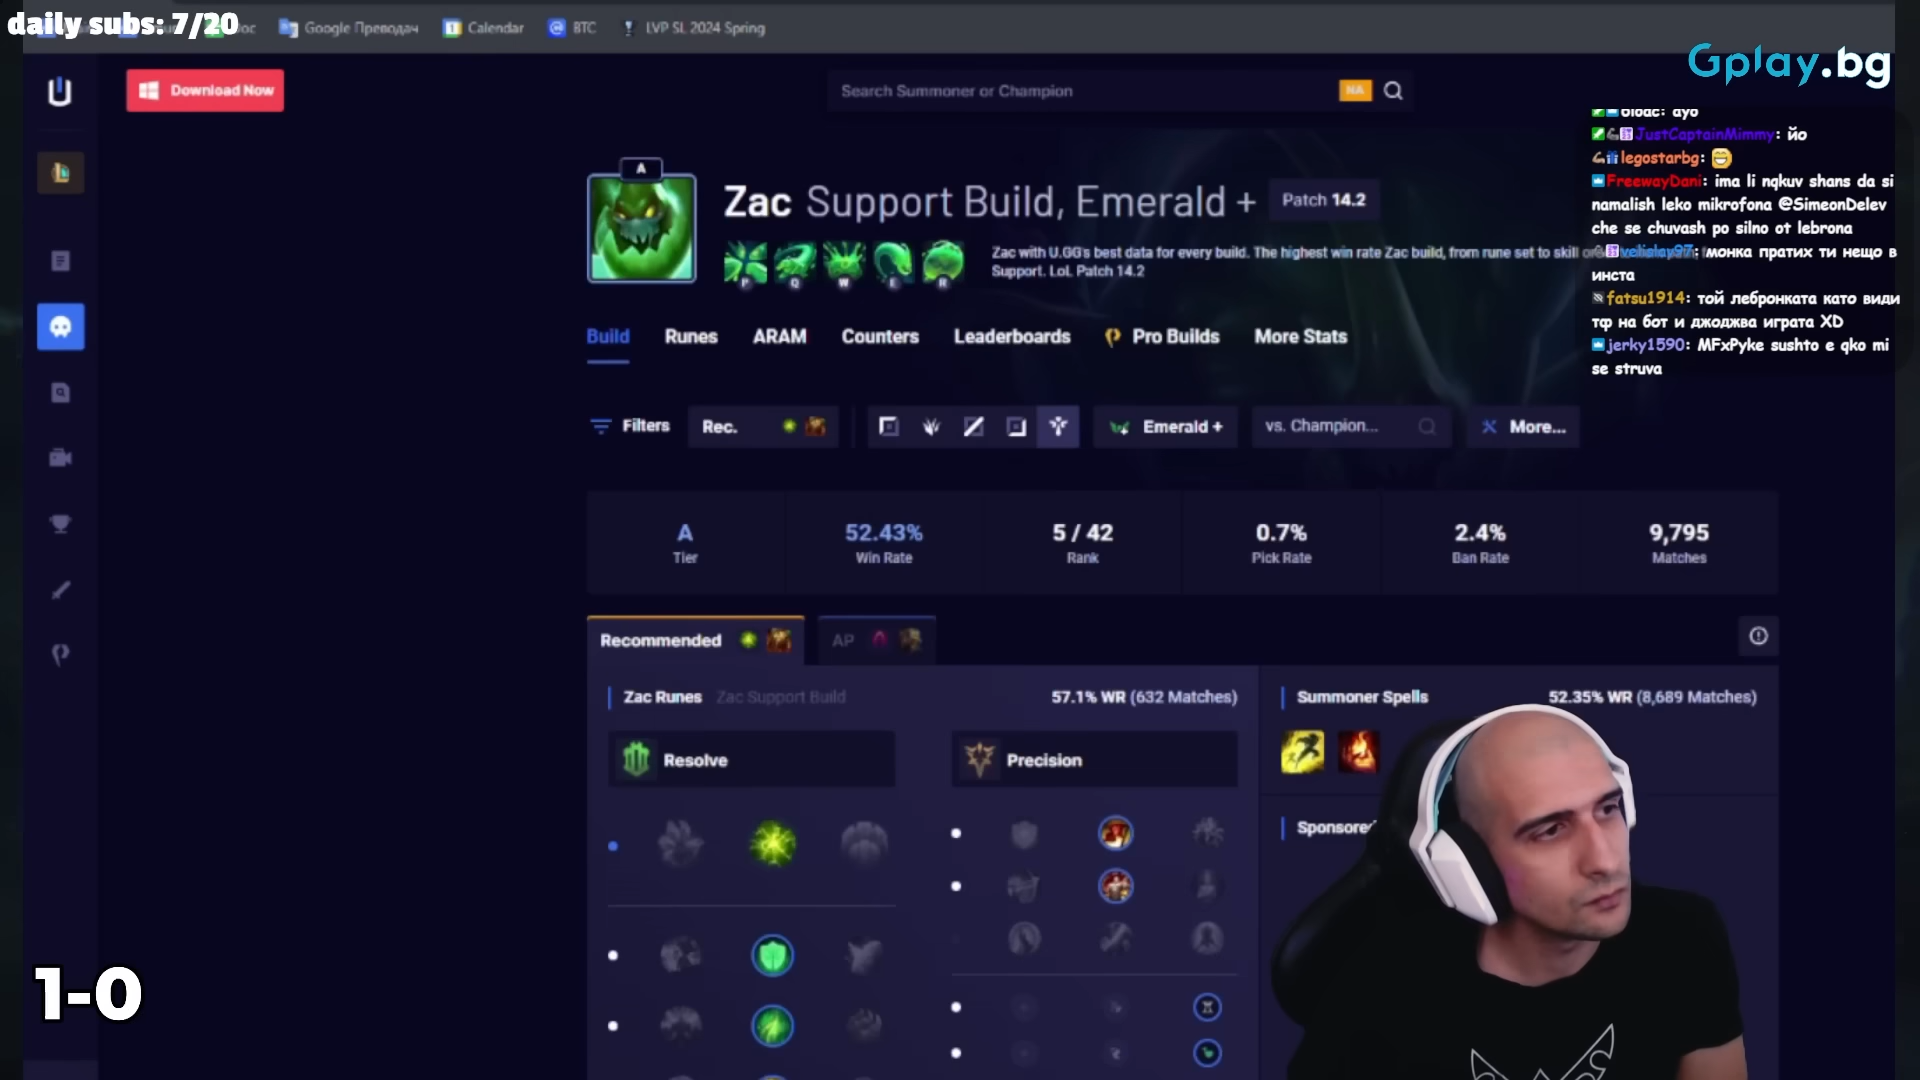 daily subs: 7/20
Google Преподач
Calendar
BTC
LVP SL 2024 Spring
Gplay.bg
Download Now
Search Summoner or Champion
NA
JustCaptainMimmy: йо
legostarbg:
FreewayDani: ima li nqkuv shans da si
namalish leko mikrofona @SimeonDelev
che se chuvash po silno ot lebrona
velislav97: монка пратих ти нещо в
инста
fatsu1914: той лебронката като види
тф на бот и джоджва играта XD
jerky1590: MFxPyke sushto e qko mi
se struva
A
Zac Support Build, Emerald +
Patch 14.2
P
Q
W
E
R
Zac with U.GG's best data for every build. The highest win rate Zac build, from rune set to skill
Support. LoL Patch 14.2
Build
Runes
ARAM
Counters
Leaderboards
Pro Builds
More Stats
Filters
Rec.
Emerald +
vs. Champion...
More...
A
Tier
52.43%
Win Rate
5 / 42
Rank
0.7%
Pick Rate
2.4%
Ban Rate
9,795
Matches
Recommended
AP
Zac Runes
Zac Support Build
57.1% WR (632 Matches)
Summoner Spells
52.35% WR (8,689 Matches)
Resolve
Precision
Sponsored
1-0